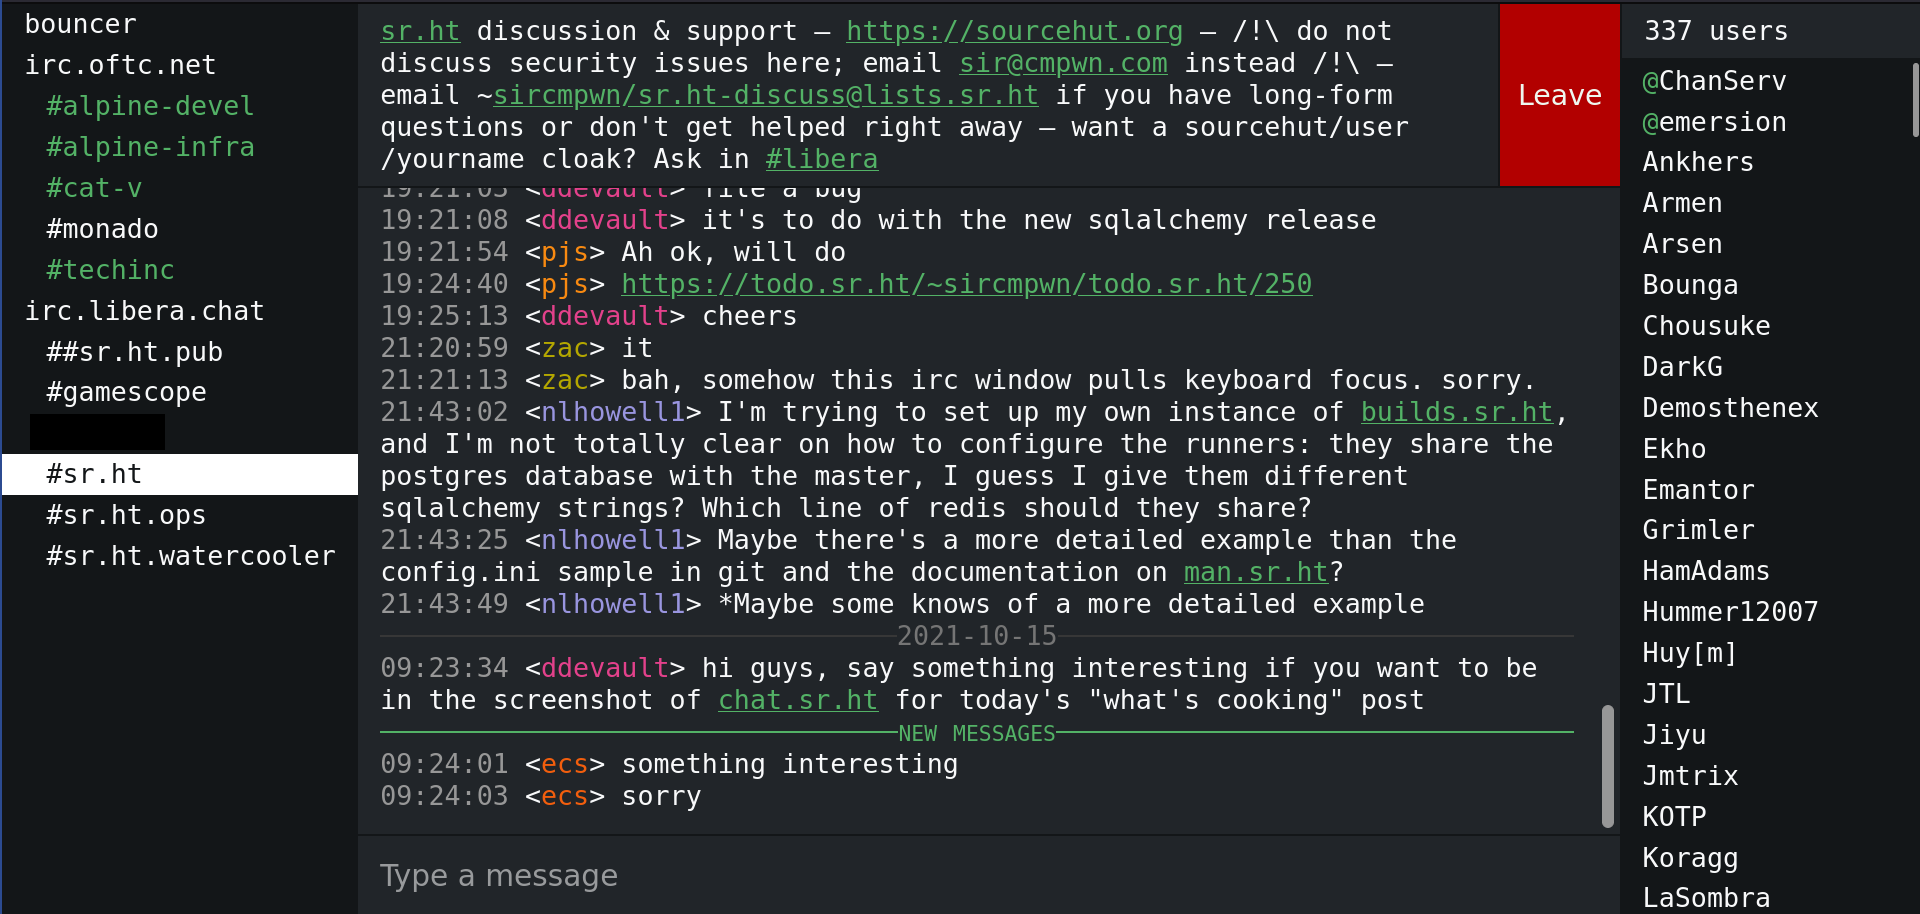 bouncer
irc.oftc.net
#alpine-devel
#alpine-infra
#cat-v
#monado
#techinc
irc.libera.chat
##sr.ht.pub
#gamescope
#sr.ht
#sr.ht.ops
#sr.ht.watercooler
sr.ht discussion & support — https://sourcehut.org — /!\ do not
discuss security issues here; email sir@cmpwn.com instead /!\ —
email ~sircmpwn/sr.ht-discuss@lists.sr.ht if you have long-form
questions or don't get helped right away — want a sourcehut/user
/yourname cloak? Ask in #libera
Leave
19:21:03 <ddevault> file a bug
19:21:08 <ddevault> it's to do with the new sqlalchemy release
19:21:54 <pjs> Ah ok, will do
19:24:40 <pjs> https://todo.sr.ht/~sircmpwn/todo.sr.ht/250
19:25:13 <ddevault> cheers
21:20:59 <zac> it
21:21:13 <zac> bah, somehow this irc window pulls keyboard focus. sorry.
21:43:02 <nlhowell1> I'm trying to set up my own instance of builds.sr.ht,
and I'm not totally clear on how to configure the runners: they share the
postgres database with the master, I guess I give them different
sqlalchemy strings? Which line of redis should they share?
21:43:25 <nlhowell1> Maybe there's a more detailed example than the
config.ini sample in git and the documentation on man.sr.ht?
21:43:49 <nlhowell1> *Maybe some knows of a more detailed example
2021-10-15
09:23:34 <ddevault> hi guys, say something interesting if you want to be
in the screenshot of chat.sr.ht for today's "what's cooking" post
NEW MESSAGES
09:24:01 <ecs> something interesting
09:24:03 <ecs> sorry
Type a message
337 users
@ChanServ
@emersion
Ankhers
Armen
Arsen
Bounga
Chousuke
DarkG
Demosthenex
Ekho
Emantor
Grimler
HamAdams
Hummer12007
Huy[m]
JTL
Jiyu
Jmtrix
KOTP
Koragg
LaSombra